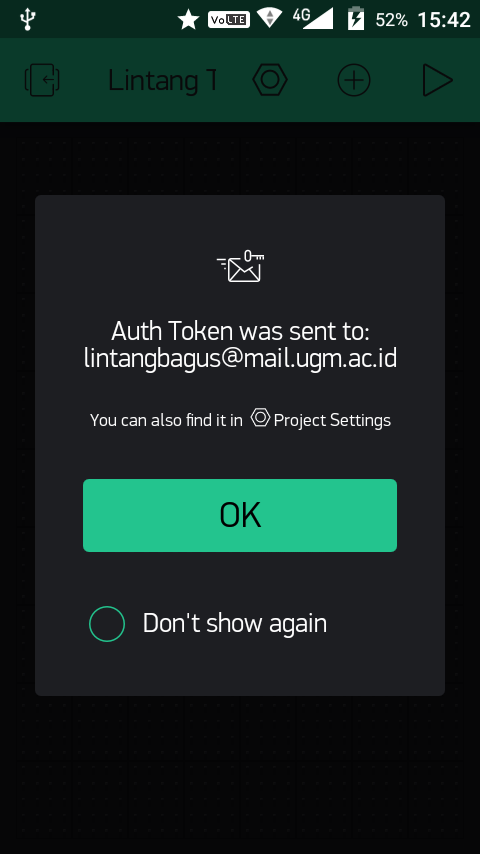 Vo LTE 4G 52% 15:42
Lintang T
Auth Token was sent to:
lintangbagus@mail.ugm.ac.id
You can also find it in Project Settings
OK
Don't show again